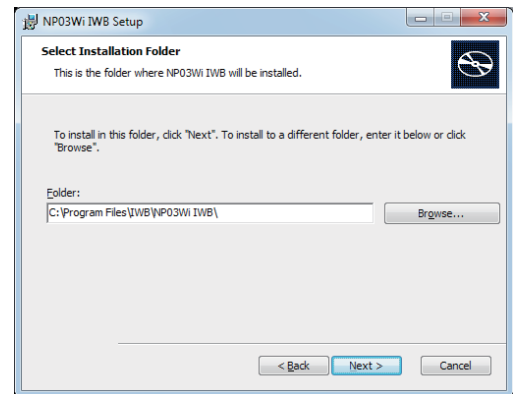 NP03Wi IWB Setup
Select Installation Folder
This is the folder where NP03Wi IWB will be installed.
To install in this folder, click "Next". To install to a different folder, enter it below or click
"Browse".
Folder:
C:\Program Files\IWB\NP03Wi IWB\
Browse...
< Back Next > Cancel